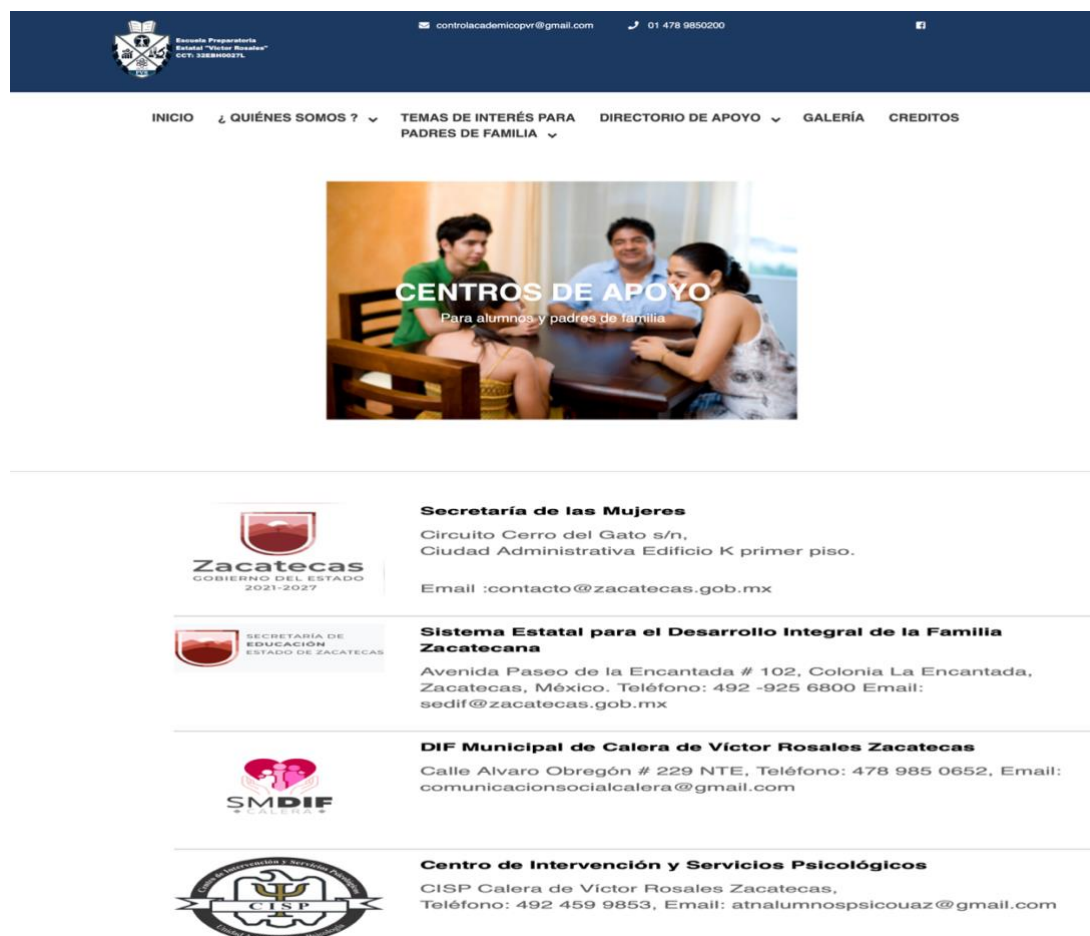 Escuela Preparatoria
Estatal "Víctor Rosales"
CCT: 32EBH0027L
controlacademicopvr@gmail.com
01 478 9850200
INICIO
¿ QUIÉNES SOMOS ?
TEMAS DE INTERÉS PARA
PADRES DE FAMILIA
DIRECTORIO DE APOYO
GALERÍA
CREDITOS
CENTROS DE APOYO
Para alumnos y padres de familia
Zacatecas
GOBIERNO DEL ESTADO
2021-2027
Secretaría de las Mujeres
Circuito Cerro del Gato s/n,
Ciudad Administrativa Edificio K primer piso.
Email :contacto@zacatecas.gob.mx
SECRETARÍA DE
EDUCACIÓN
ESTADO DE ZACATECAS
Sistema Estatal para el Desarrollo Integral de la Familia
Zacatecana
Avenida Paseo de la Encantada # 102, Colonia La Encantada,
Zacatecas, México. Teléfono: 492 -925 6800 Email:
sedif@zacatecas.gob.mx
SMDIF
CALERA
DIF Municipal de Calera de Víctor Rosales Zacatecas
Calle Alvaro Obregón # 229 NTE, Teléfono: 478 985 0652, Email:
comunicacionsocialcalera@gmail.com
Centro de Intervención y Servicios Psicológicos
CISP
Centro de Intervención y Servicios Psicológicos
CISP Calera de Víctor Rosales Zacatecas,
Teléfono: 492 459 9853, Email: atnalumnospsicouaz@gmail.com